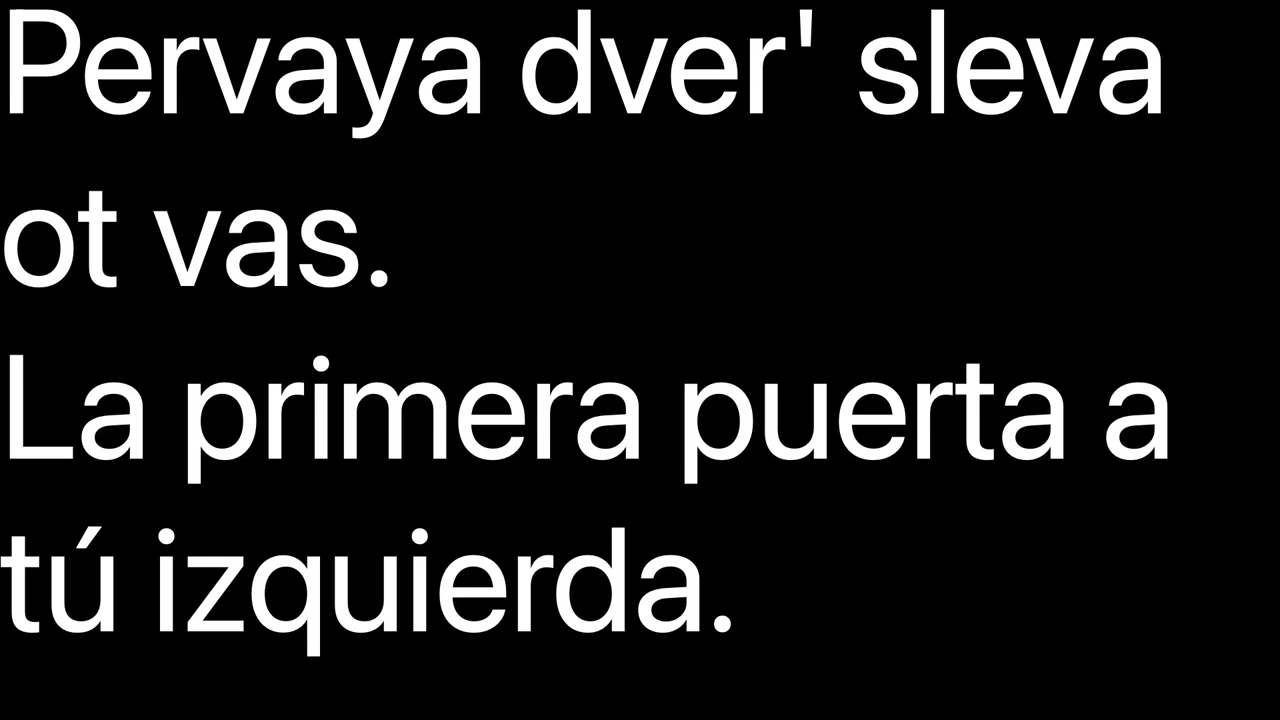 Pervaya dver' sleva
ot vas.
La primera puerta a
tú izquierda.